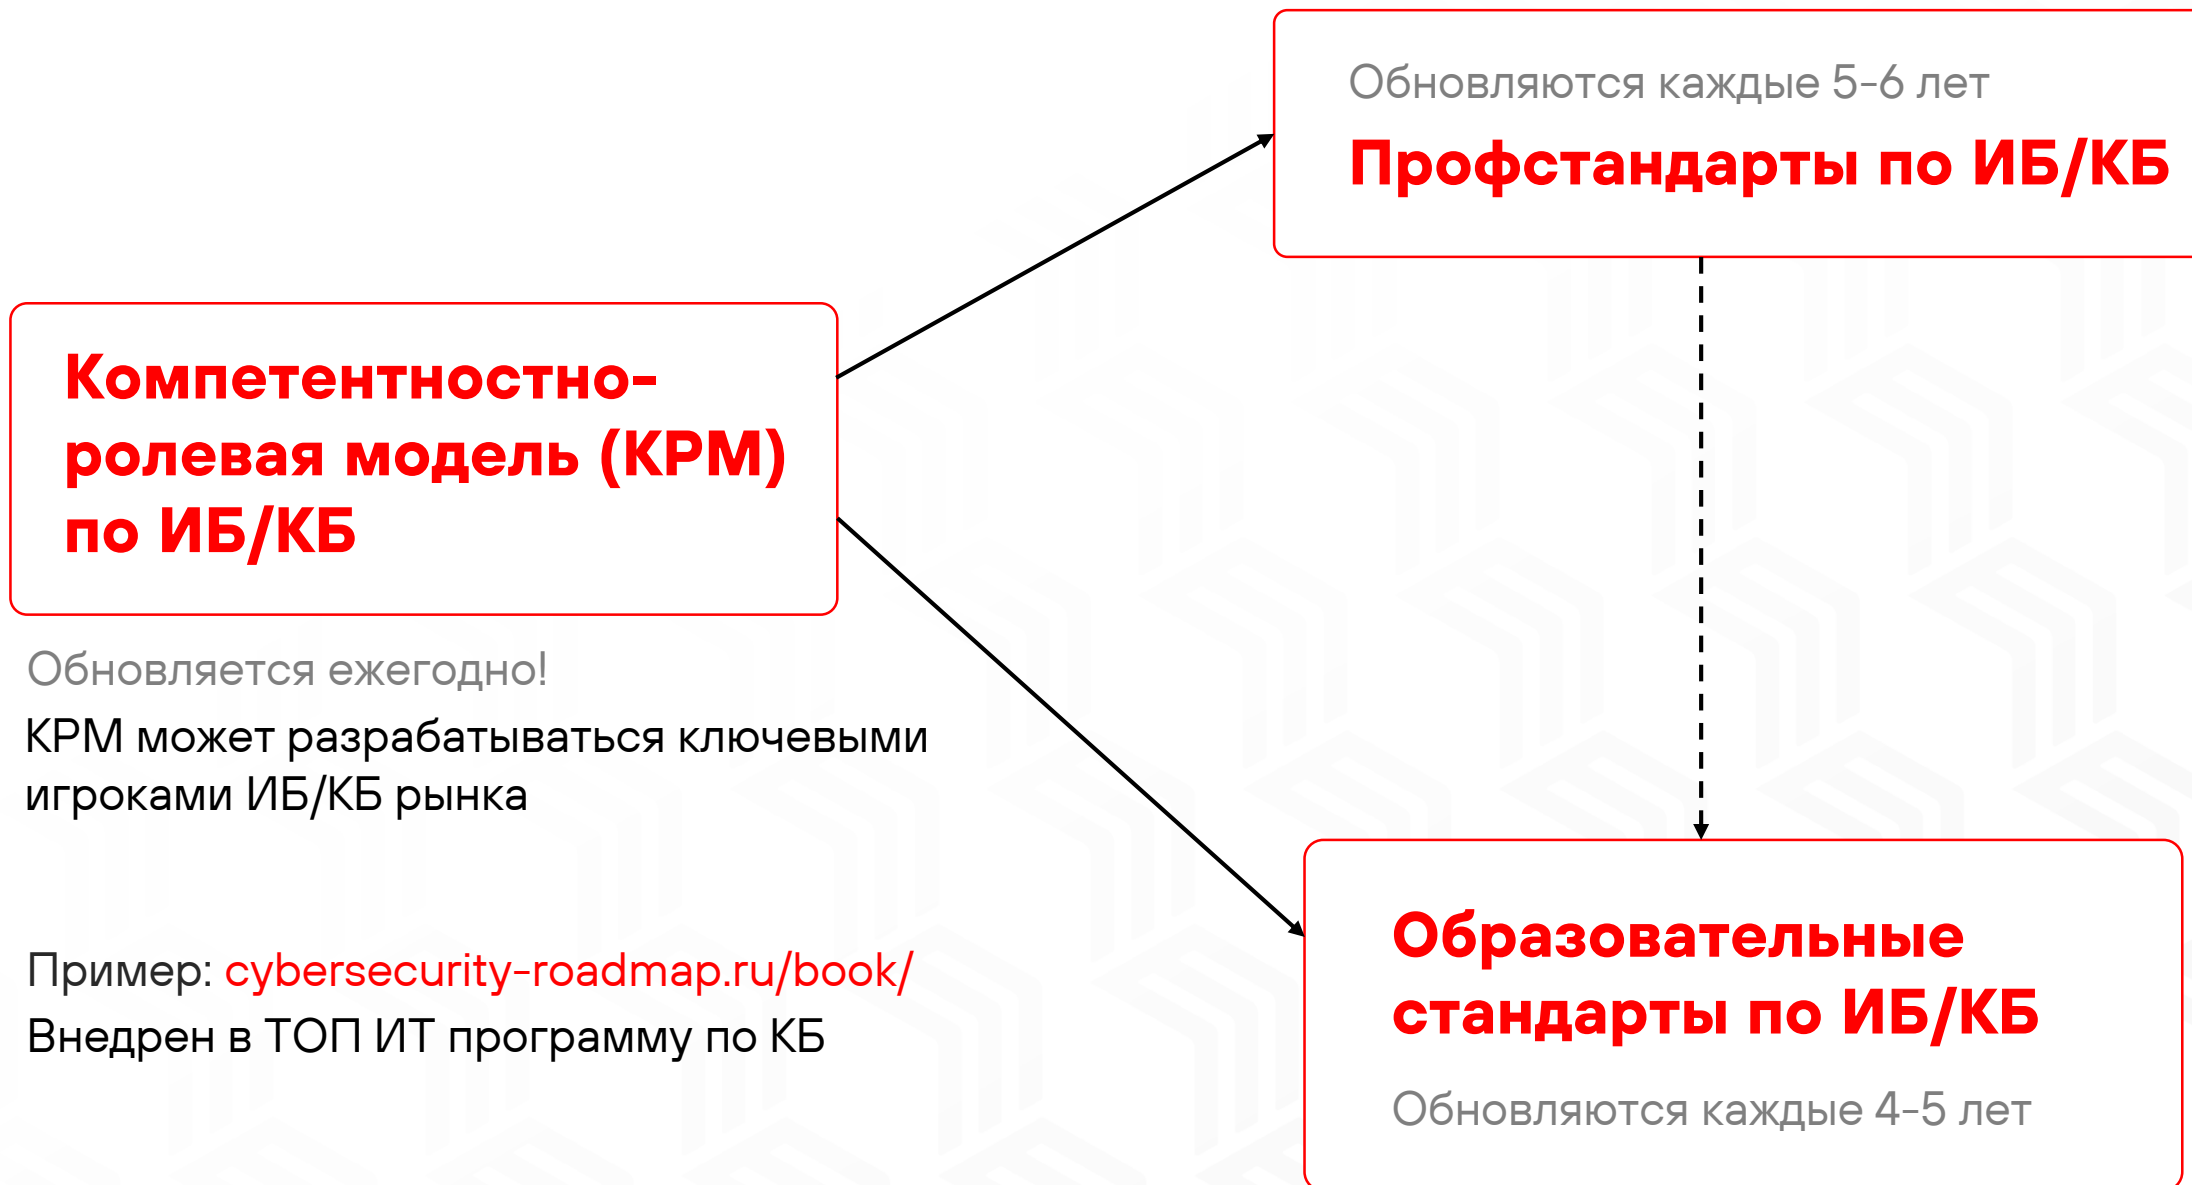 Обновляются каждые 5-6 лет
Профстандарты по ИБ/КБ
Компетентностно-
ролевая модель (КРМ)
по ИБ/КБ
Обновляется ежегодно!
КРМ может разрабатываться ключевыми
игроками ИБ/КБ рынка
Пример: cybersecurity-roadmap.ru/book/
Внедрен в ТОП ИТ программу по КБ
Образовательные
стандарты по ИБ/КБ
Обновляются каждые 4-5 лет